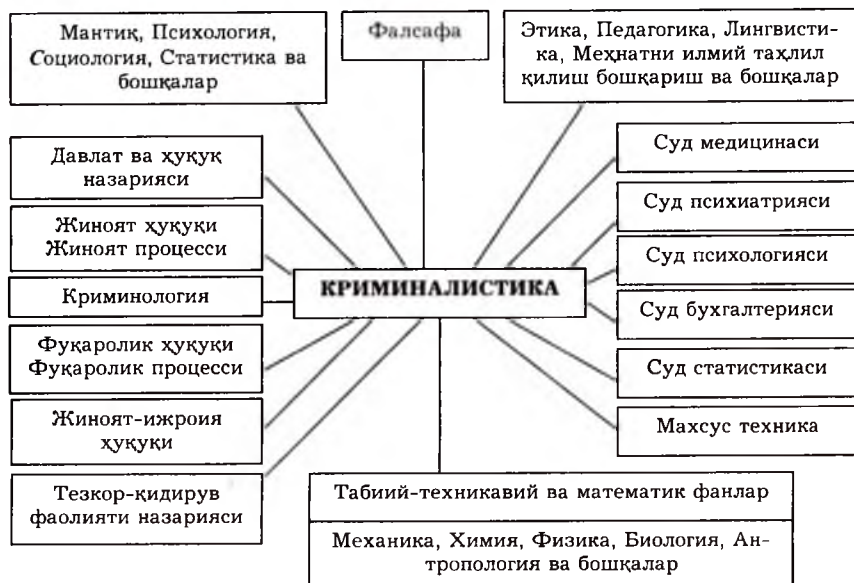 Мантиқ, Психология,
Социология, Статистика ва
бошқалар
Фалсафа
Этика, Педагогика, Лингвисти-
ка, Меҳнатни илмий таҳлил
қилиш бошқариш ва бошқалар
Давлат ва ҳуқуқ
назарияси
Жиноят ҳуқуқи
Жиноят процесси
Криминология
Фуқаролик ҳуқуқи
Фуқаролик процесси
Жиноят-ижроия
ҳуқуқи
Тезкор-қидирув
фаолияти назарияси
КРИМИНАЛИСТИКА
Суд медицинаси
Суд психиатрияси
Суд психологияси
Суд бухгалтерияси
Суд статистикаси
Махсус техника
Табиий-техникавий ва математик фанлар
Механика, Химия, Физика, Биология, Ан-
тропология ва бошқалар